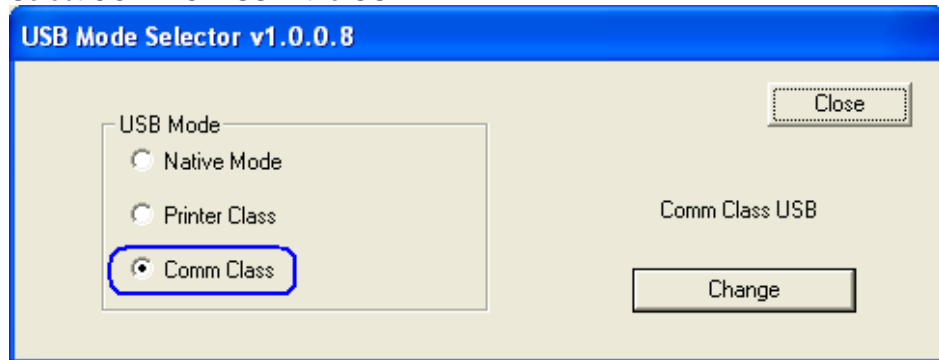 USB Mode Selector v1.0.0.8
Close
USB Mode
Native Mode
Printer Class
Comm Class USB
Comm Class
Change